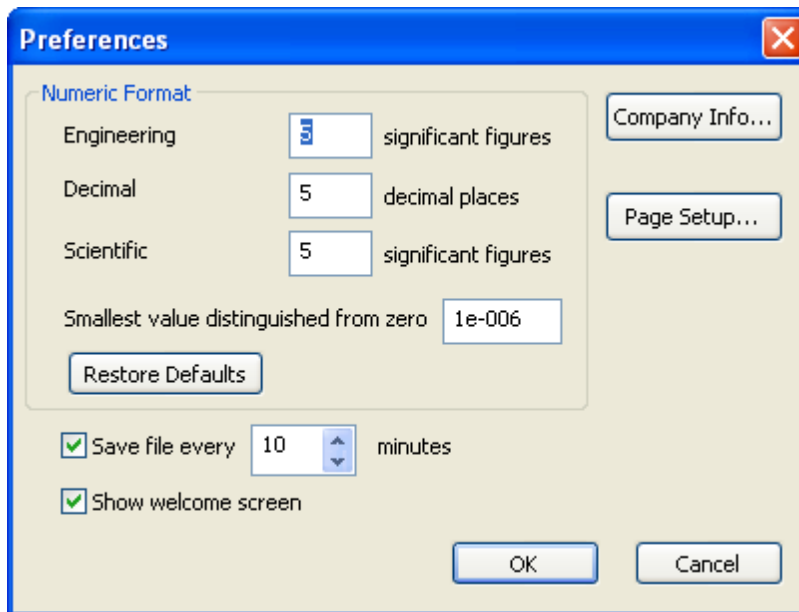 Preferences
Numeric Format
Engineering 5 significant figures
Company Info...
Decimal 5 decimal places
Page Setup...
Scientific 5 significant figures
Smallest value distinguished from zero 1e-006
Restore Defaults
Save file every 10 minutes
Show welcome screen
OK Cancel